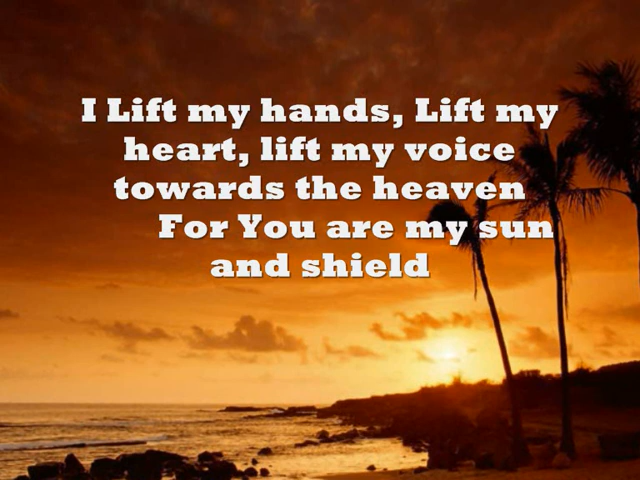 I Lift my hands, Lift my
heart, lift my voice
towards the heaven
For You are my sun
and shield